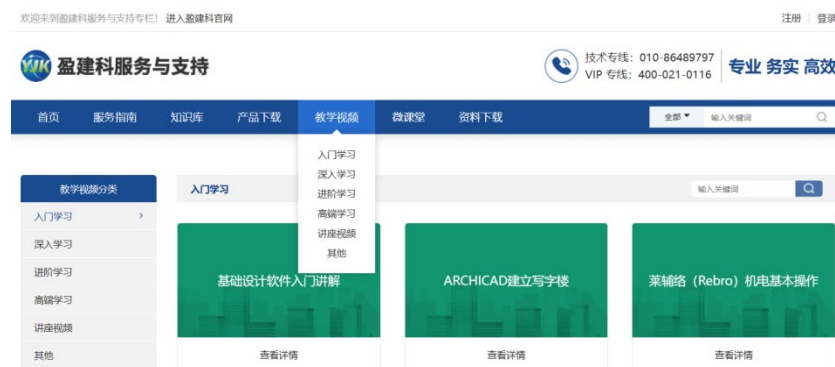 欢迎来到盈建科服务与支持专栏！ 进入盈建科官网 注册 登录
YJK 盈建科服务与支持
技术专线：010-86489797
VIP 专线：400-021-0116
专业 务实 高效
首页 服务指南 知识库 产品下载 教学视频 微课堂 资料下载 全部 输入关键词
入门学习
深入学习
进阶学习
高端学习
讲座视频
其他
教学视频分类
入门学习 >
深入学习
进阶学习
高端学习
讲座视频
其他
入门学习 输入关键词
基础设计软件入门讲解
查看详情
ARCHICAD建立写字楼
查看详情
莱辅络（Rebro）机电基本操作
查看详情